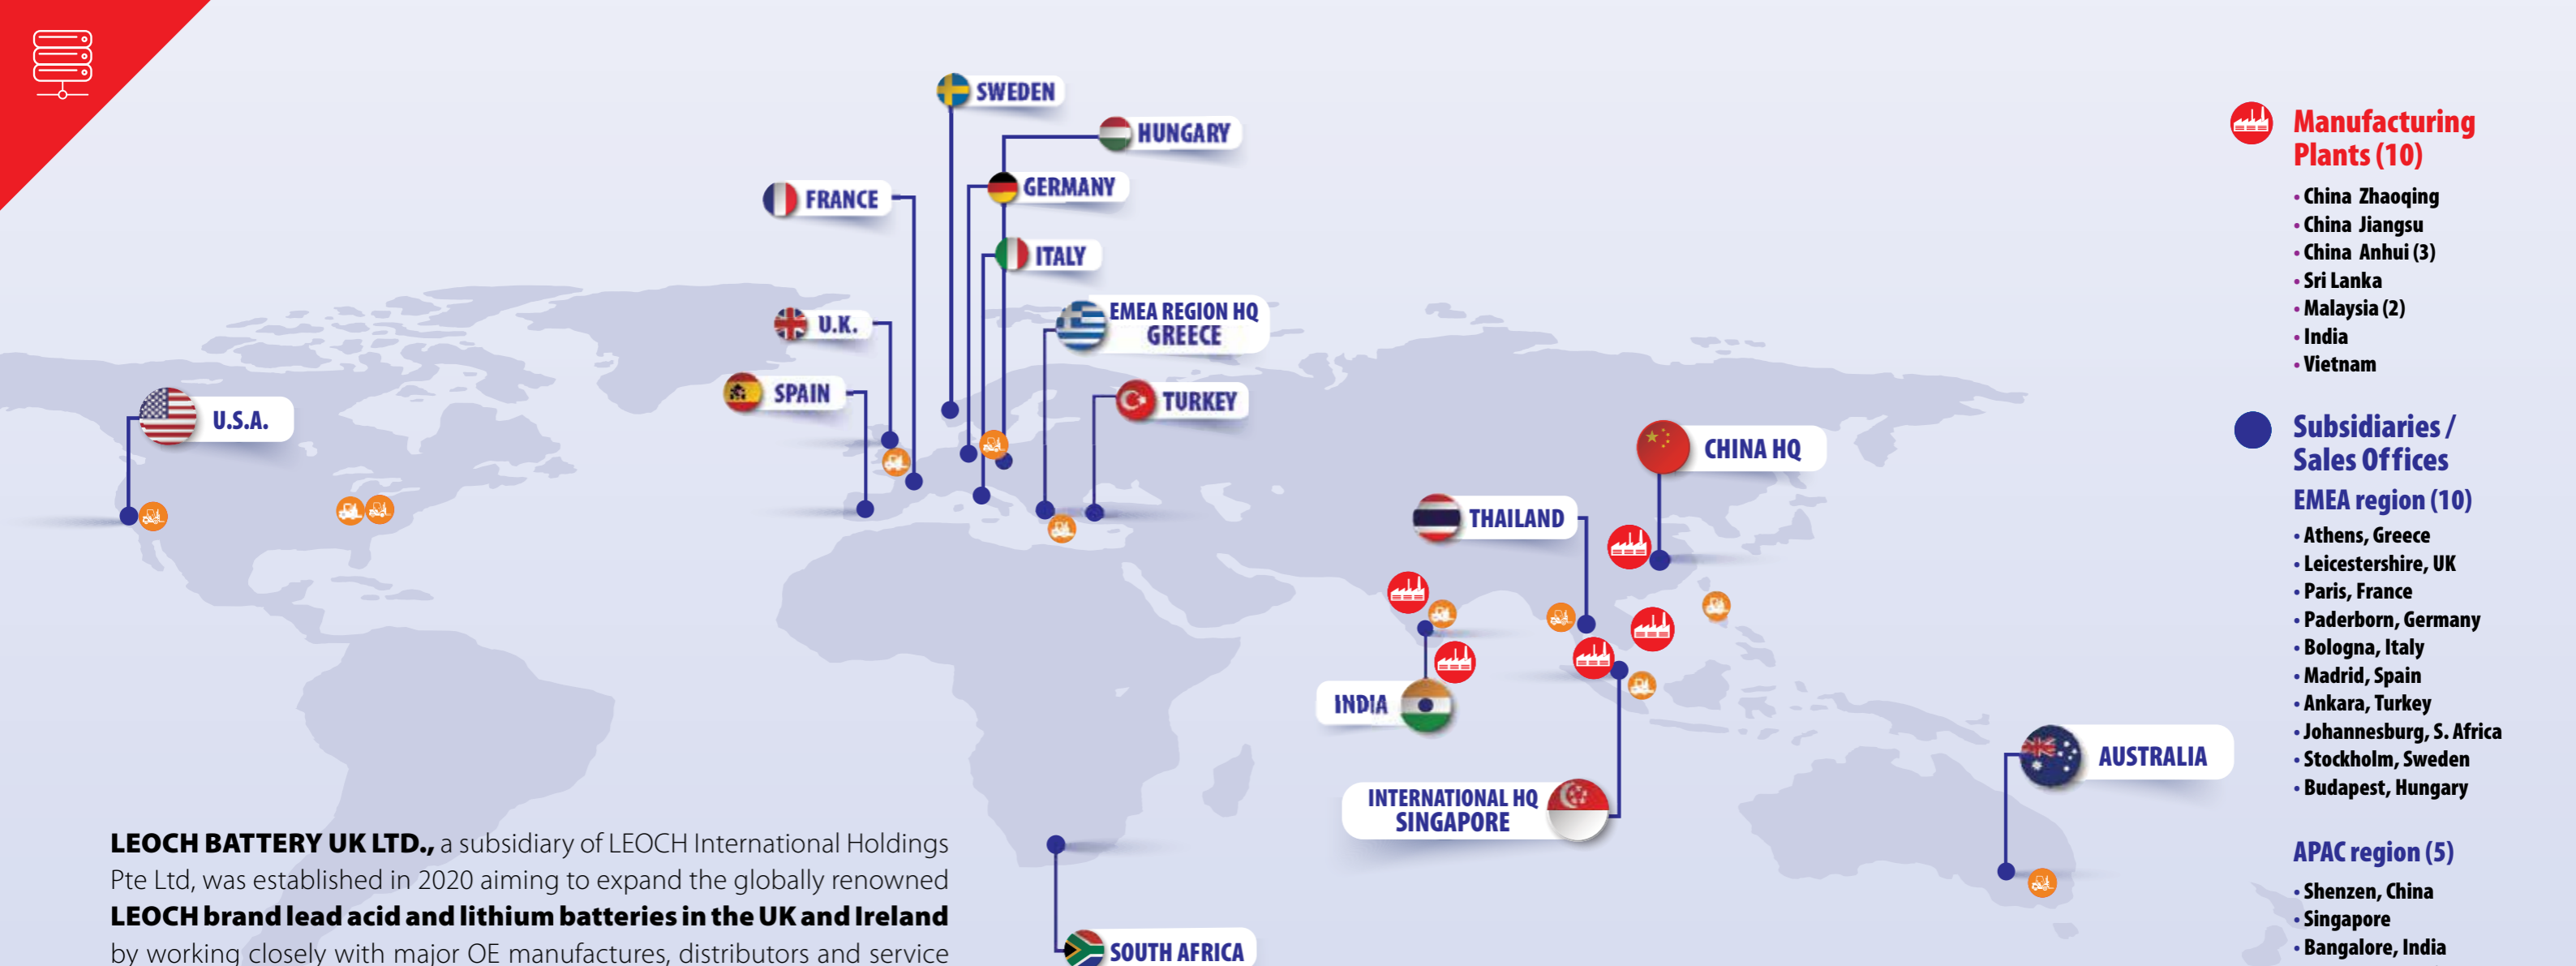 SWEDEN
HUNGARY
GERMANY
FRANCE
ITALY
EMEA REGION HQ
GREECE
U.K.
SPAIN
TURKEY
U.S.A.
CHINA HQ
THAILAND
INDIA
INTERNATIONAL HQ
SINGAPORE
AUSTRALIA
SOUTH AFRICA
LEOCH BATTERY UK LTD., a subsidiary of LEOCH International Holdings
Pte Ltd, was established in 2020 aiming to expand the globally renowned
LEOCH brand lead acid and lithium batteries in the UK and Ireland
by working closely with major OE manufactures, distributors and service
Manufacturing
Plants (10)
• China Zhaoqing
• China Jiangsu
• China Anhui (3)
• Sri Lanka
• Malaysia (2)
• India
• Vietnam
Subsidiaries /
Sales Offices
EMEA region (10)
• Athens, Greece
• Leicestershire, UK
• Paris, France
• Paderborn, Germany
• Bologna, Italy
• Madrid, Spain
• Ankara, Turkey
• Johannesburg, S. Africa
• Stockholm, Sweden
• Budapest, Hungary
APAC region (5)
• Shenzen, China
• Singapore
• Bangalore, India